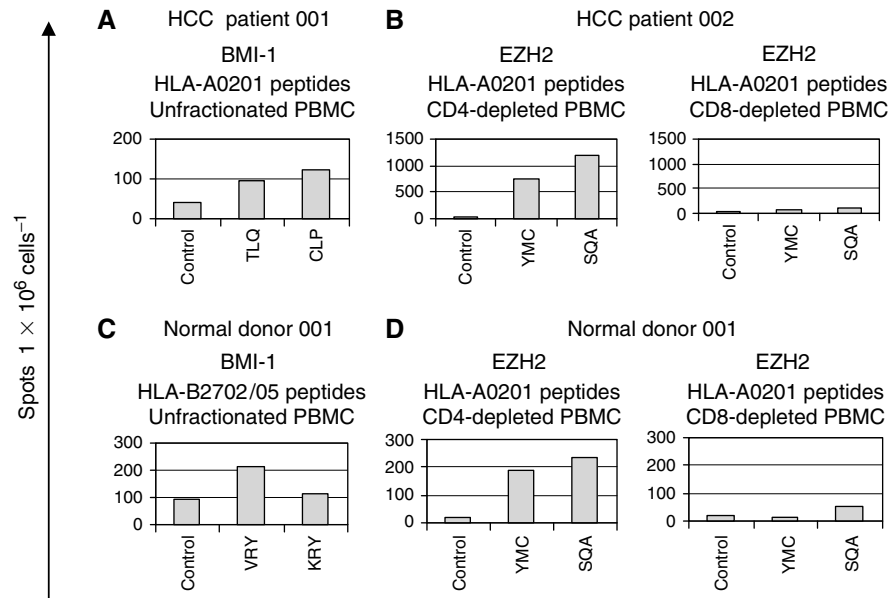 Spots 1 × 10⁶ cells⁻¹
A HCC patient 001
BMI-1
HLA-A0201 peptides
Unfractionated PBMC
200
100
0
Control
TLQ
CLP
B HCC patient 002
EZH2
HLA-A0201 peptides
CD4-depleted PBMC
1500
1000
500
0
Control
YMC
SQA
EZH2
HLA-A0201 peptides
CD8-depleted PBMC
1500
1000
500
0
Control
YMC
SQA
C Normal donor 001
BMI-1
HLA-B2702/05 peptides
Unfractionated PBMC
300
200
100
0
Control
VRY
KRY
D Normal donor 001
EZH2
HLA-A0201 peptides
CD4-depleted PBMC
300
200
100
0
Control
YMC
SQA
EZH2
HLA-A0201 peptides
CD8-depleted PBMC
300
200
100
0
Control
YMC
SQA